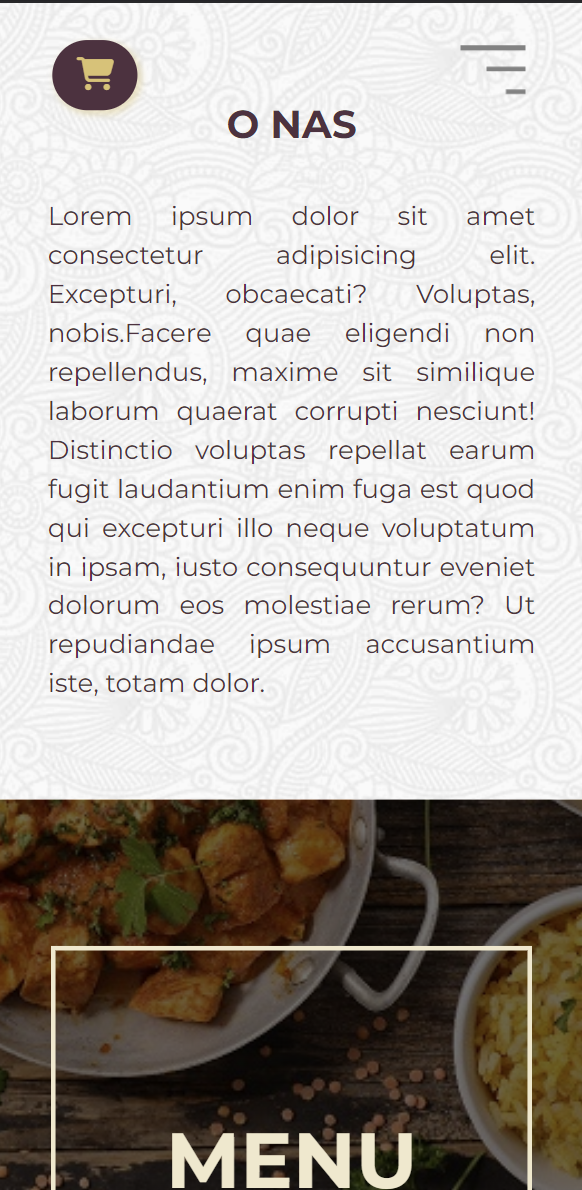 O NAS
Lorem ipsum dolor sit amet
consectetur adipisicing elit.
Excepturi, obcaecati? Voluptas,
nobis.Facere quae eligendi non
repellendus, maxime sit similique
laborum quaerat corrupti nesciunt!
Distinctio voluptas repellat earum
fugit laudantium enim fuga est quod
qui excepturi illo neque voluptatum
in ipsam, iusto consequuntur eveniet
dolorum eos molestiae rerum? Ut
repudiandae ipsum accusantium
iste, totam dolor.
MENU